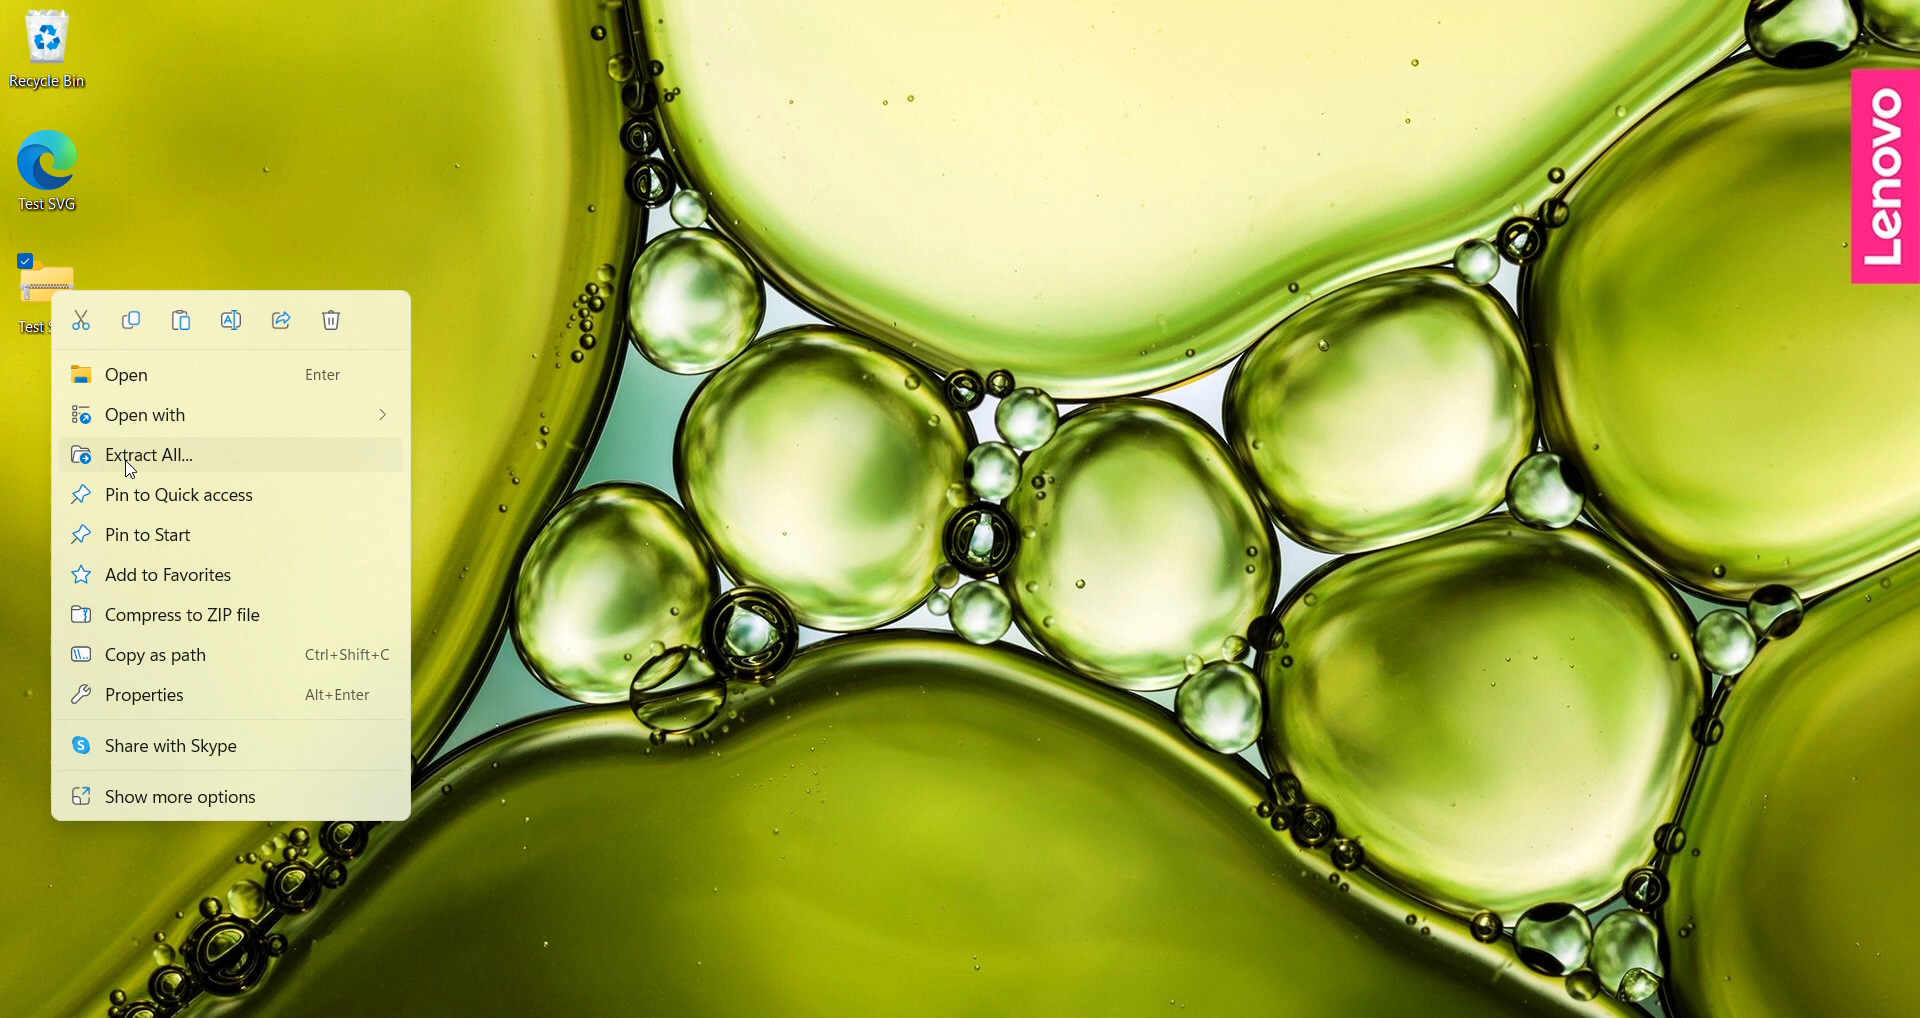 Recycle Bin
Test SVG
Test
Open Enter
Open with
Extract All...
Pin to Quick access
Pin to Start
Add to Favorites
Compress to ZIP file
Copy as path Ctrl+Shift+C
Properties Alt+Enter
Share with Skype
Show more options
Lenovo